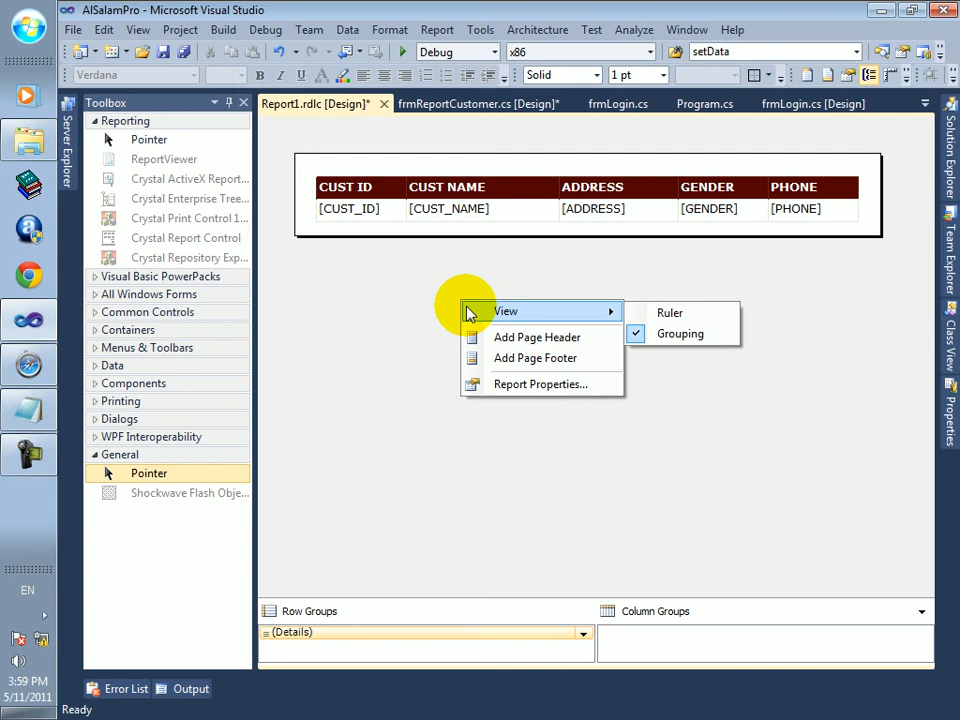 AlSalamPro - Microsoft Visual Studio
File Edit View Project Build Debug Team Data Format Report Tools Architecture Test Analyze Window Help
Debug x86 setData
Verdana B I U A Solid 1 pt
Toolbox
Report1.rdlc [Design]* frmReportCustomer.cs [Design]* frmLogin.cs Program.cs frmLogin.cs [Design]
Server Explorer
Reporting
Pointer
ReportViewer
Crystal ActiveX Report...
Crystal Enterprise Tree...
Crystal Print Control 1...
Crystal Report Control
Crystal Repository Exp...
Visual Basic PowerPacks
All Windows Forms
Common Controls
Containers
Menus & Toolbars
Data
Components
Printing
Dialogs
WPF Interoperability
General
Pointer
Shockwave Flash Obje...
CUST ID CUST NAME ADDRESS GENDER PHONE
[CUST_ID] [CUST_NAME] [ADDRESS] [GENDER] [PHONE]
View
Add Page Header
Add Page Footer
Report Properties...
Ruler
Grouping
Solution Explorer
Team Explorer
Class View
Properties
Row Groups Column Groups
(Details)
Error List Output
Ready
EN
3:59 PM
5/11/2011